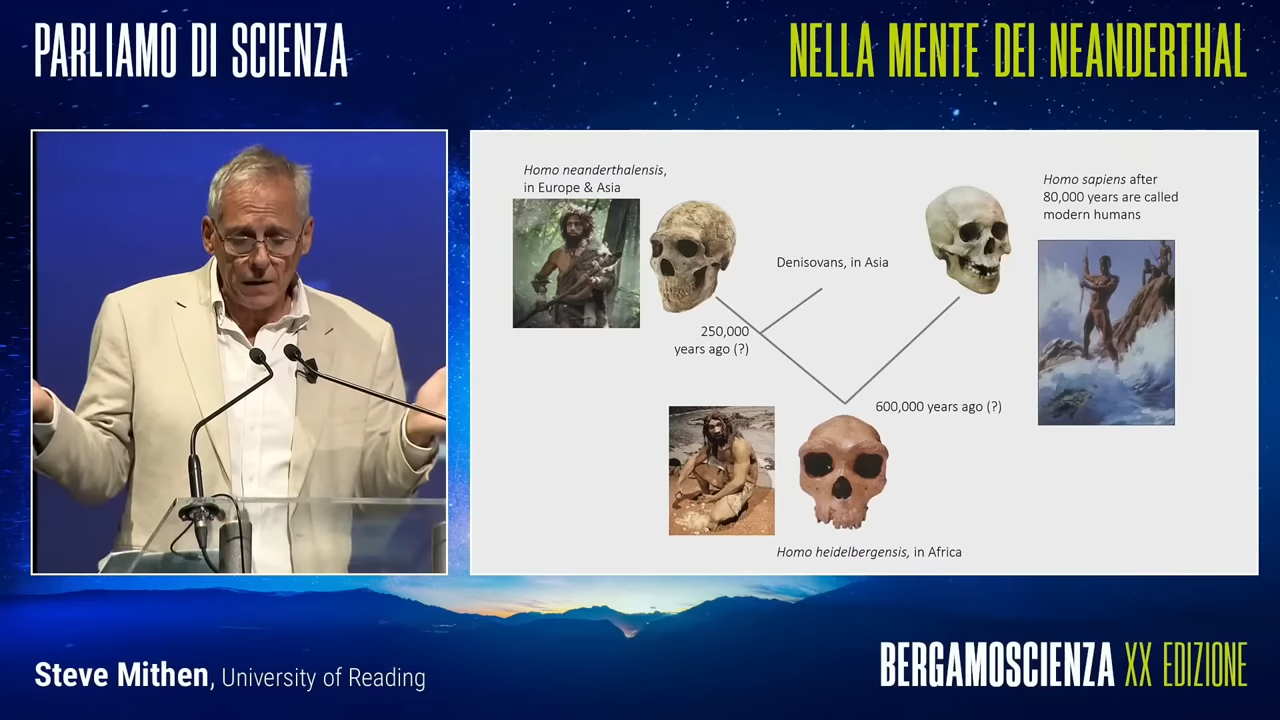 PARLIAMO DI SCIENZA
NELLA MENTE DEI NEANDERTHAL
Homo neanderthalensis,
in Europe & Asia
Homo sapiens after
80,000 years are called
modern humans
Denisovans, in Asia
250,000
years ago (?)
600,000 years ago (?)
Homo heidelbergensis, in Africa
Steve Mithen, University of Reading
BERGAMOSCIENZA XX EDIZIONE